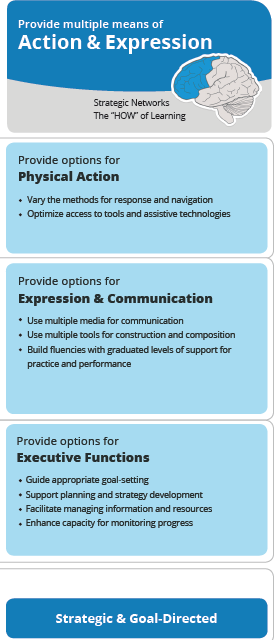 Provide multiple means of
Action & Expression
Strategic Networks
The “HOW” of Learning
Provide options for
Physical Action
• Vary the methods for response and navigation
• Optimize access to tools and assistive technologies
Provide options for
Expression & Communication
• Use multiple media for communication
• Use multiple tools for construction and composition
• Build fluencies with graduated levels of support for
practice and performance
Provide options for
Executive Functions
• Guide appropriate goal-setting
• Support planning and strategy development
• Facilitate managing information and resources
• Enhance capacity for monitoring progress
Strategic & Goal-Directed